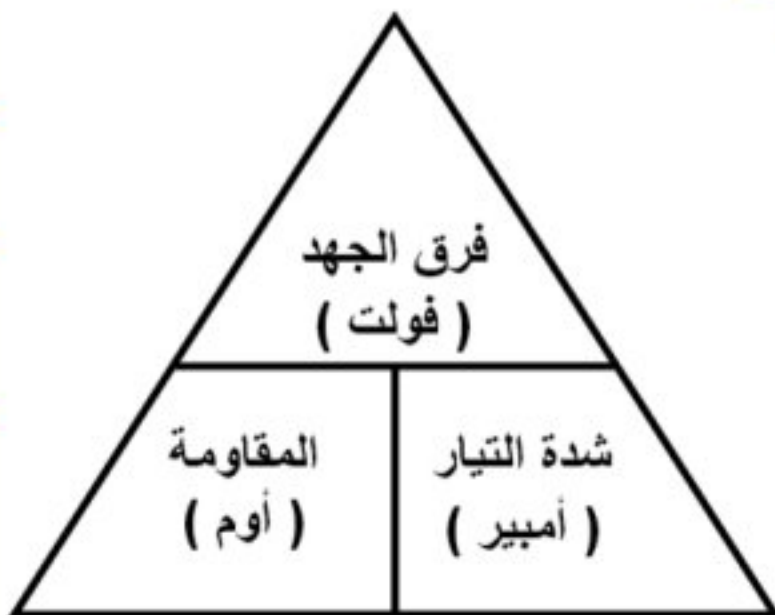 فرق الجهد
( فولت )
شدة التيار
( أمبير )
المقاومة
( أوم )